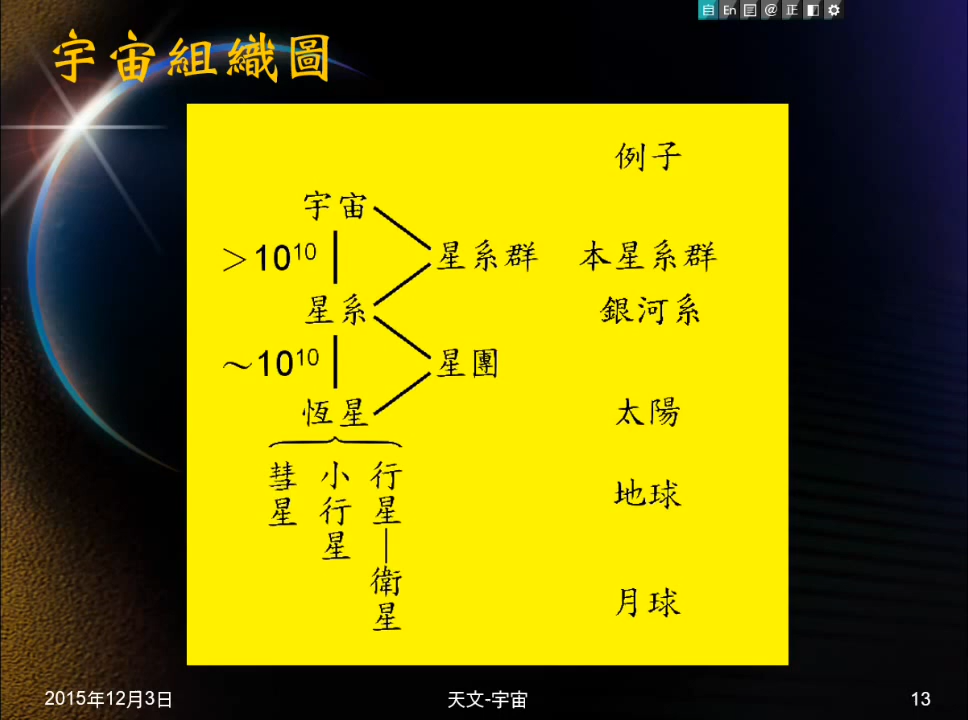 自 En @ 正
宇宙組織圖
例子
宇宙
＞10¹⁰ 星系群 本星系群
星系 銀河系
～10¹⁰ 星團
恆星 太陽
彗星 小行星 行星—衛星
地球
月球
2015年12月3日 天文-宇宙 13